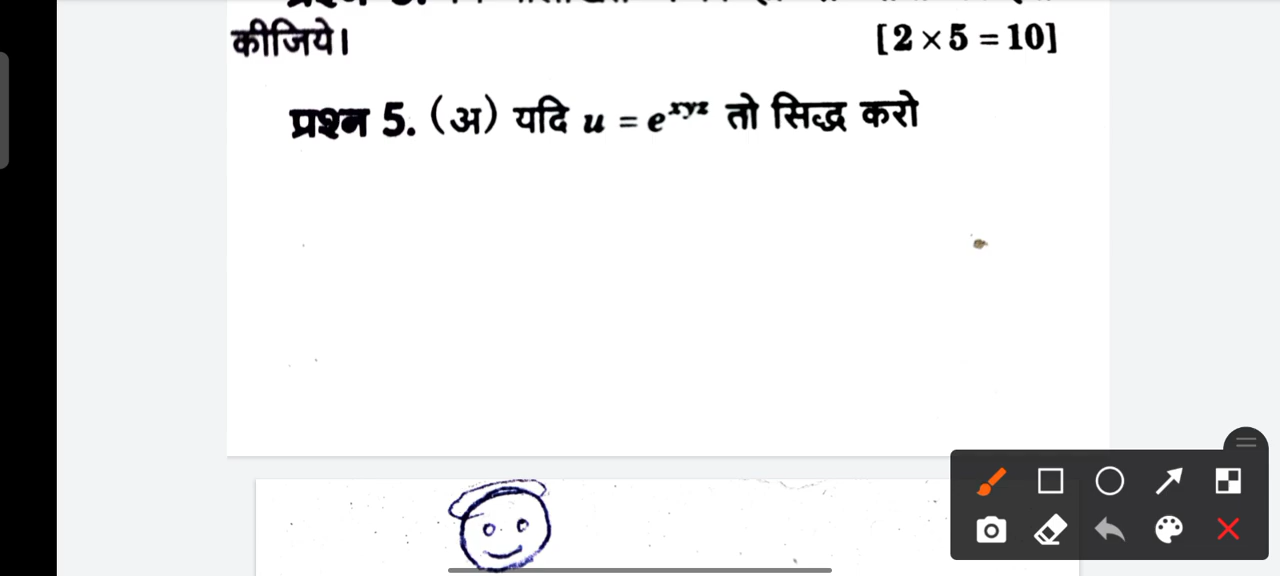 कीजिये।
[2 × 5 = 10]
प्रश्न 5. (अ) यदि u = e^xyz तो सिद्ध करो